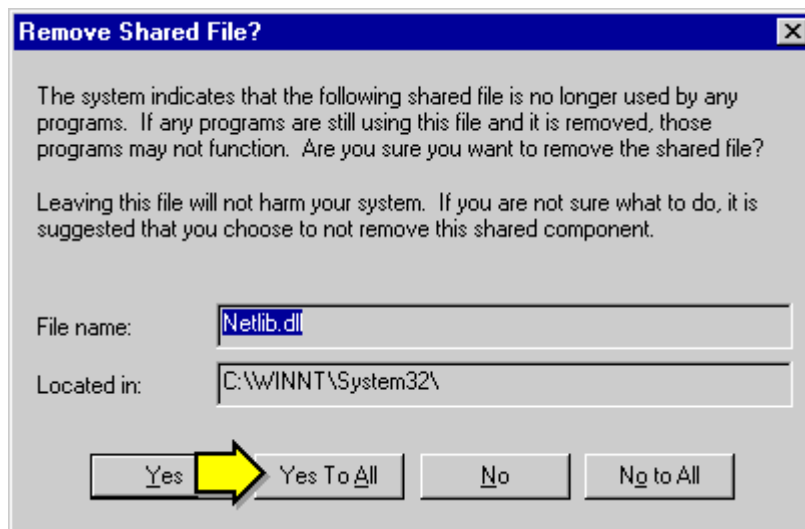 Remove Shared File?
The system indicates that the following shared file is no longer used by any
programs.  If any programs are still using this file and it is removed, those
programs may not function.  Are you sure you want to remove the shared file?
Leaving this file will not harm your system.  If you are not sure what to do, it is
suggested that you choose to not remove this shared component.
File name: Netlib.dll
Located in: C:\WINNT\System32\
Yes Yes To All No No to All